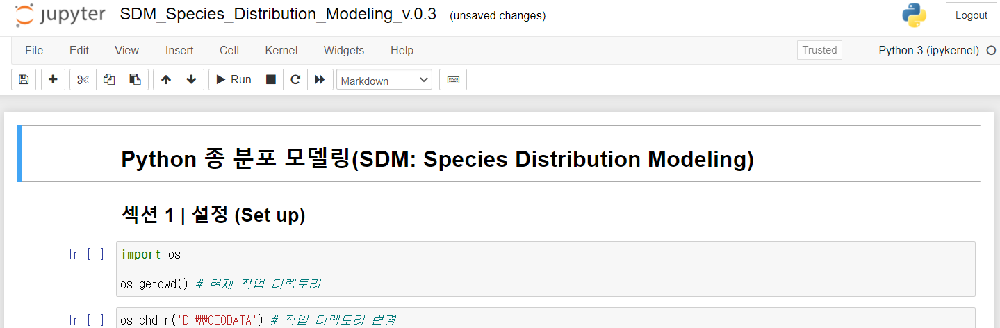 jupyter SDM_Species_Distribution_Modeling_v.0.3 (unsaved changes) Logout
File Edit View Insert Cell Kernel Widgets Help Trusted Python 3 (ipykernel)
Run Markdown
Python 종 분포 모델링(SDM: Species Distribution Modeling)
섹션 1 | 설정 (Set up)
In [ ]: import os
os.getcwd() # 현재 작업 디렉토리
In [ ]: os.chdir('D:₩₩GEODATA') # 작업 디렉토리 변경